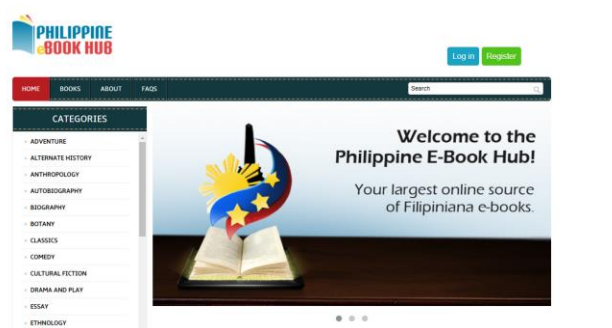 PHILIPPINE
eBOOK HUB
Log in Register
HOME BOOKS ABOUT FAQS
Search
CATEGORIES
ADVENTURE
ALTERNATE HISTORY
ANTHROPOLOGY
AUTOBIOGRAPHY
BIOGRAPHY
BOTANY
CLASSICS
COMEDY
CULTURAL FICTION
DRAMA AND PLAY
ESSAY
ETHNOLOGY
Welcome to the
Philippine E-Book Hub!
Your largest online source
of Filipiniana e-books.